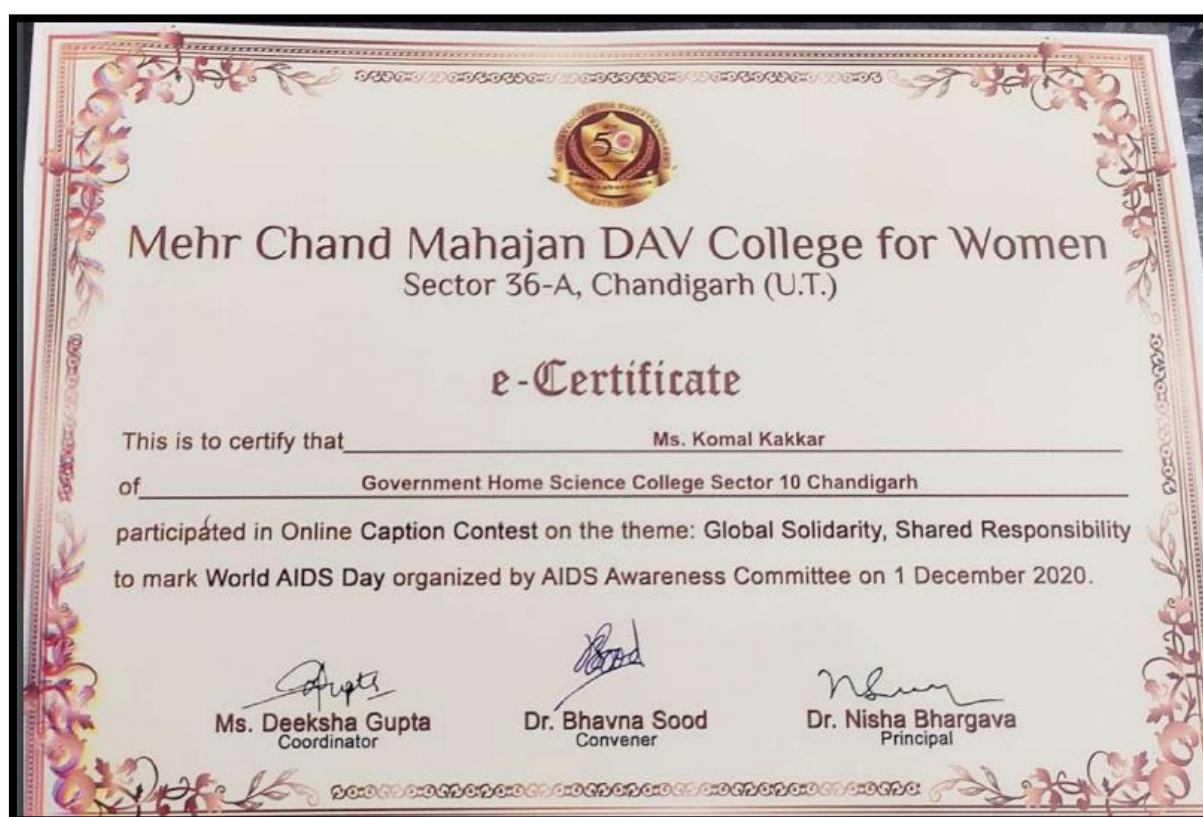 50
Mehr Chand Mahajan DAV College for Women
Sector 36-A, Chandigarh (U.T.)
e-Certificate
This is to certify that Ms. Komal Kakkar
of Government Home Science College Sector 10 Chandigarh
participated in Online Caption Contest on the theme: Global Solidarity, Shared Responsibility
to mark World AIDS Day organized by AIDS Awareness Committee on 1 December 2020.
Ms. Deeksha Gupta Dr. Bhavna Sood Dr. Nisha Bhargava
Coordinator Convener Principal